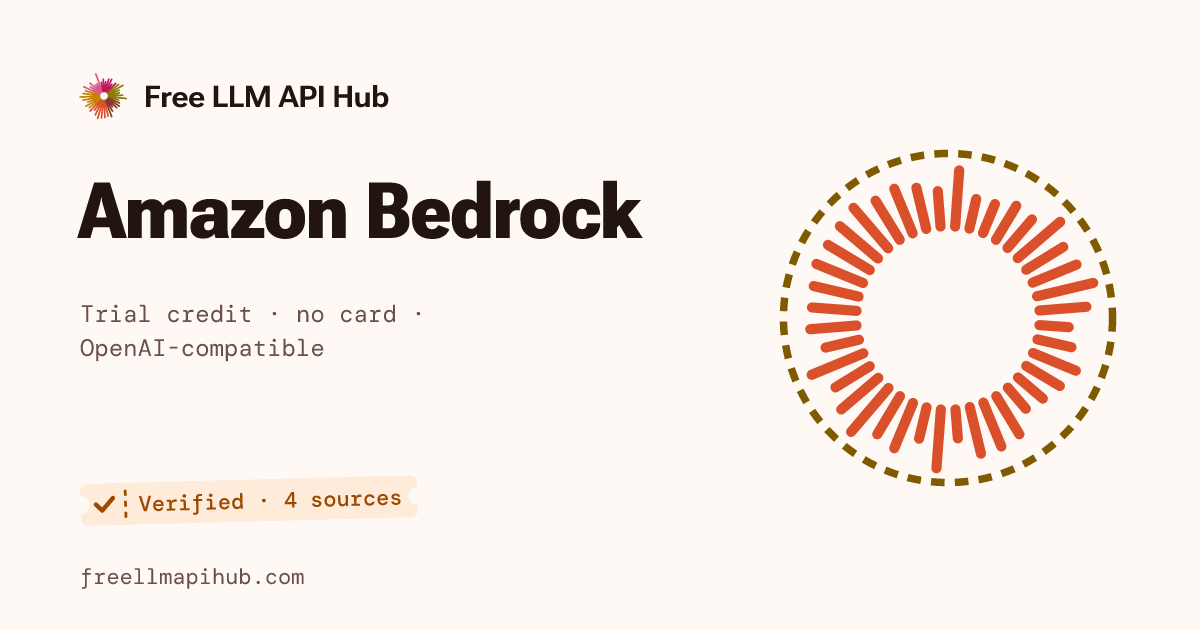 Free LLM API Hub
Amazon Bedrock
Trial credit · no card ·
OpenAI-compatible
Verified · 4 sources
freellmapihub.com